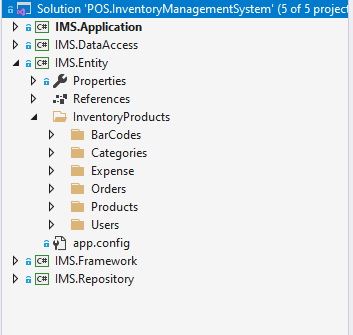 Solution 'POS.InventoryManagementSystem' (5 of 5 project
C# IMS.Application
C# IMS.DataAccess
C# IMS.Entity
Properties
References
InventoryProducts
BarCodes
Categories
Expense
Orders
Products
Users
app.config
C# IMS.Framework
C# IMS.Repository